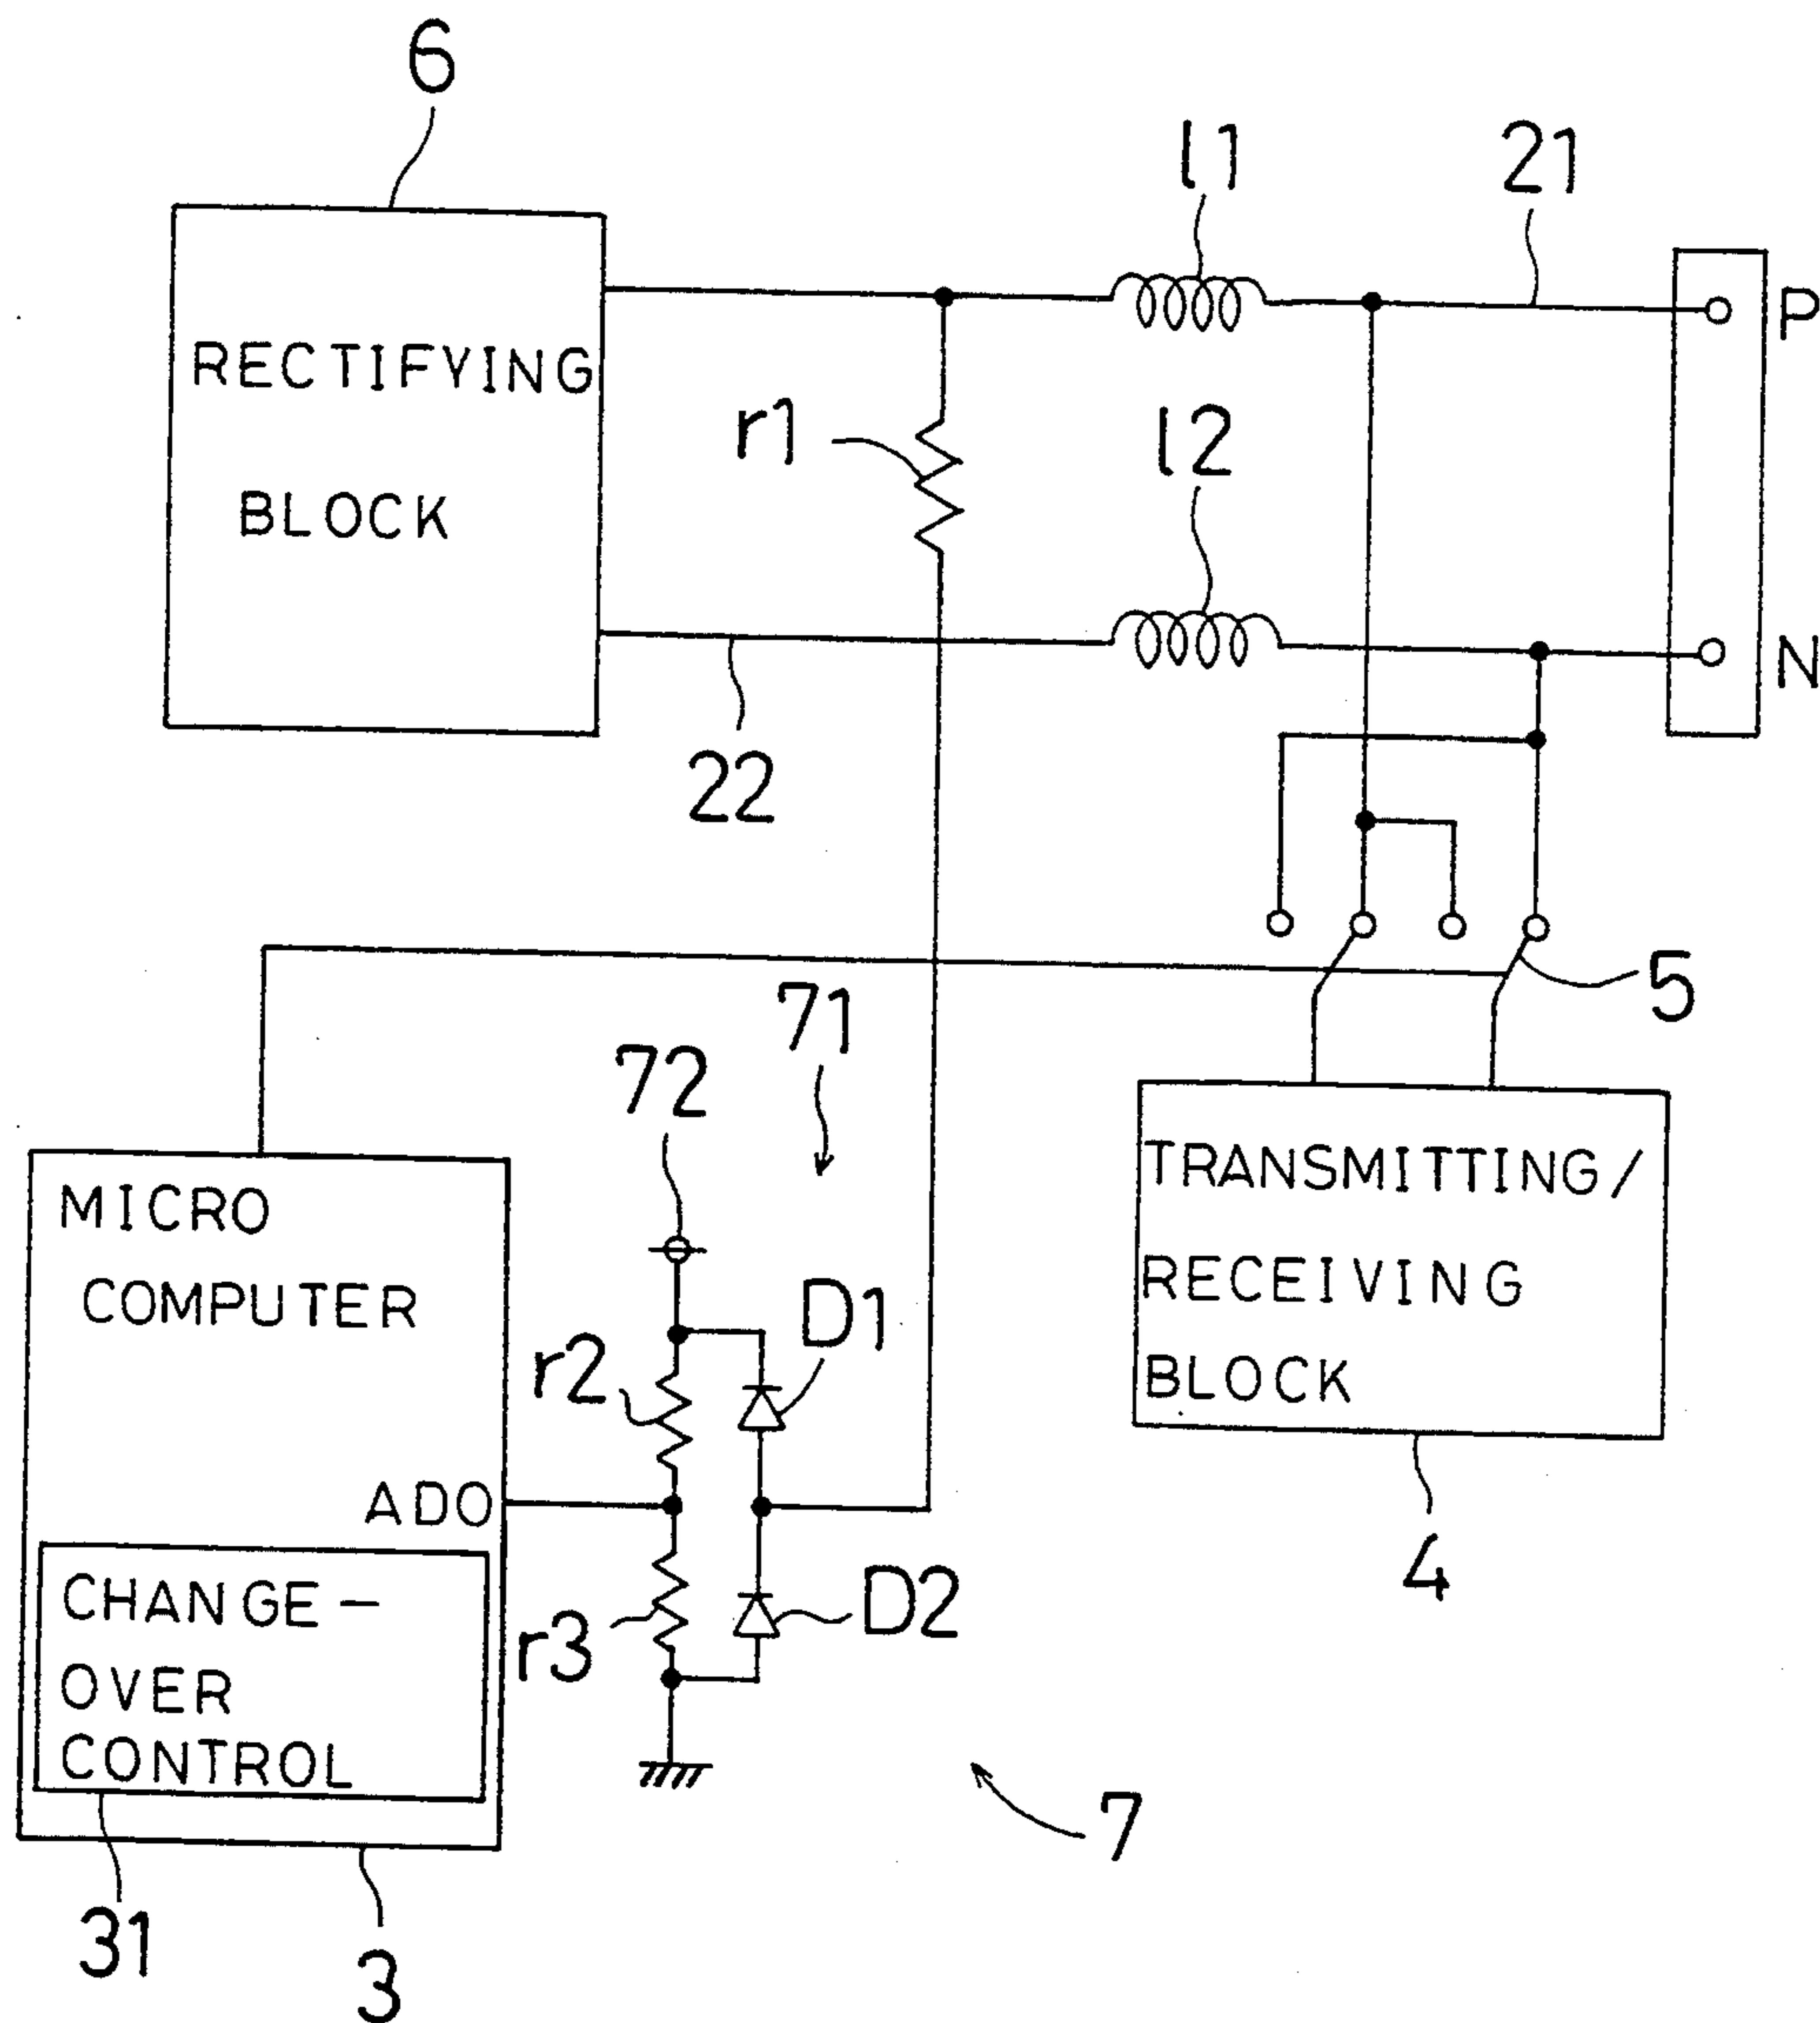 6
l1
21
P
RECTIFYING
BLOCK
r1
l2
N
22
5
71
72
MICRO
COMPUTER
D1
r2
ADO
TRANSMITTING/
RECEIVING
BLOCK
4
CHANGE-
OVER
CONTROL
r3
D2
7
31
3